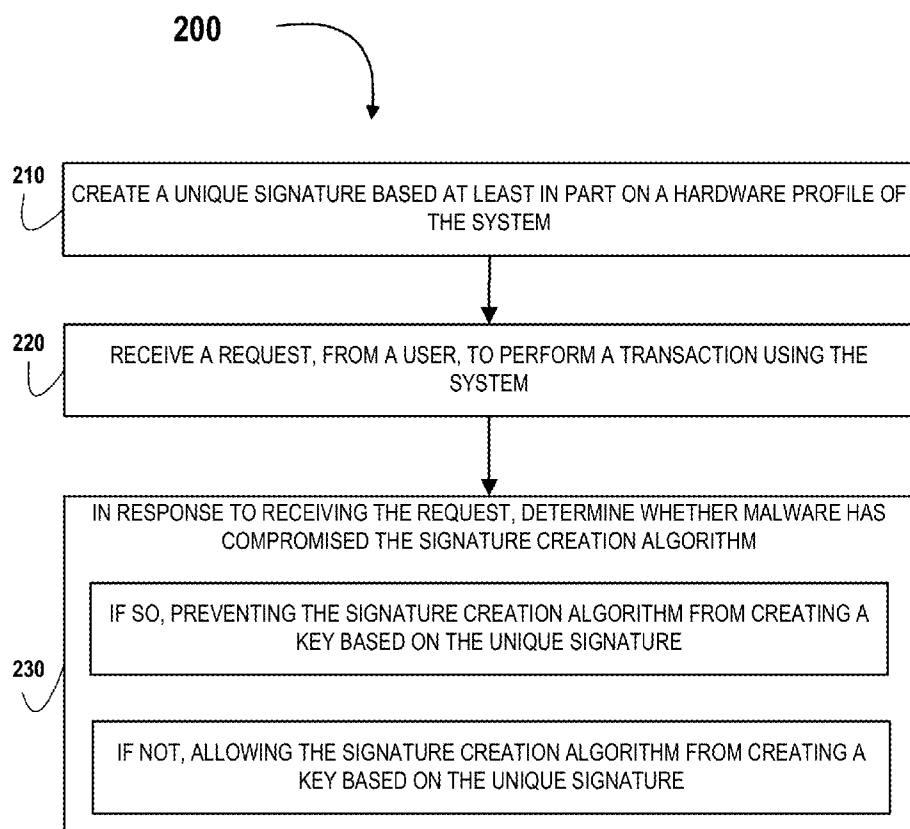 200
210
CREATE A UNIQUE SIGNATURE BASED AT LEAST IN PART ON A HARDWARE PROFILE OF
THE SYSTEM
220
RECEIVE A REQUEST, FROM A USER, TO PERFORM A TRANSACTION USING THE
SYSTEM
230
IN RESPONSE TO RECEIVING THE REQUEST, DETERMINE WHETHER MALWARE HAS
COMPROMISED THE SIGNATURE CREATION ALGORITHM
IF SO, PREVENTING THE SIGNATURE CREATION ALGORITHM FROM CREATING A
KEY BASED ON THE UNIQUE SIGNATURE
IF NOT, ALLOWING THE SIGNATURE CREATION ALGORITHM FROM CREATING A
KEY BASED ON THE UNIQUE SIGNATURE